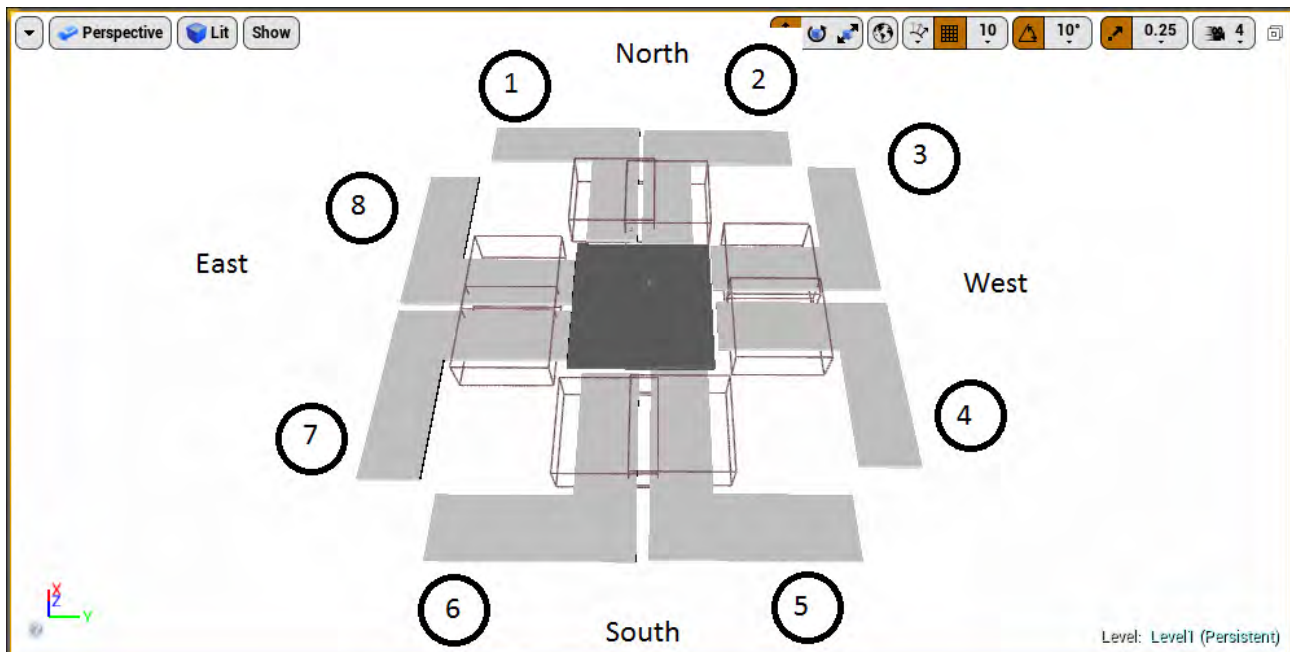 Perspective Lit Show 10 10° 0.25 4
North
1
2
3
8
East
West
7
4
6
5
South
X
Z
Y
Level: Level1 (Persistent)